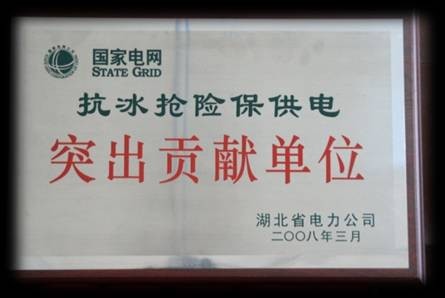 国家电网
STATE GRID
抗冰抢险保供电
突出贡献单位
湖北省电力公司
二〇〇八年三月